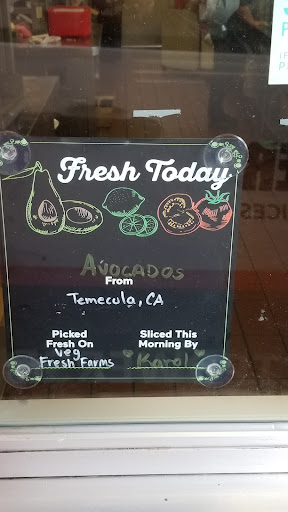 Fresh Today
AVOCADOS
From
Temecula, CA
Picked
Fresh On
Veg
Fresh Farms
Sliced This
Morning By
Karol